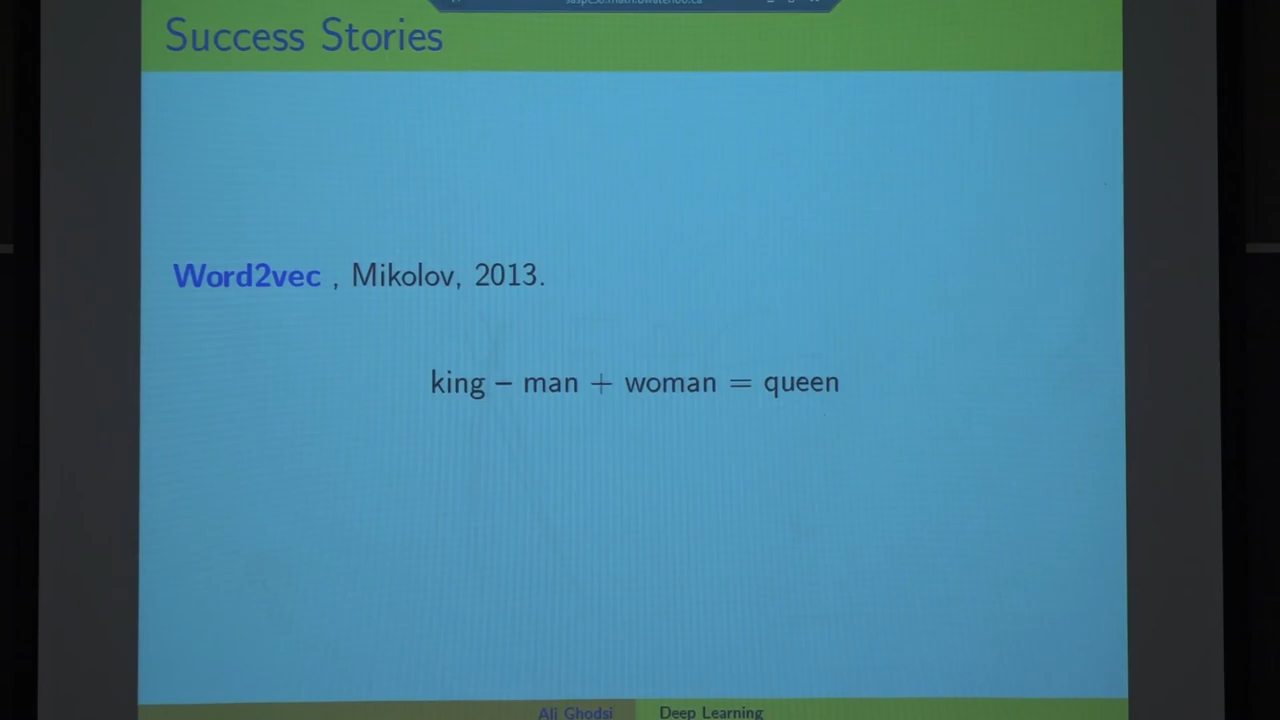 Success Stories
Word2vec , Mikolov, 2013.
king − man + woman = queen
Ali Ghodsi Deep Learning